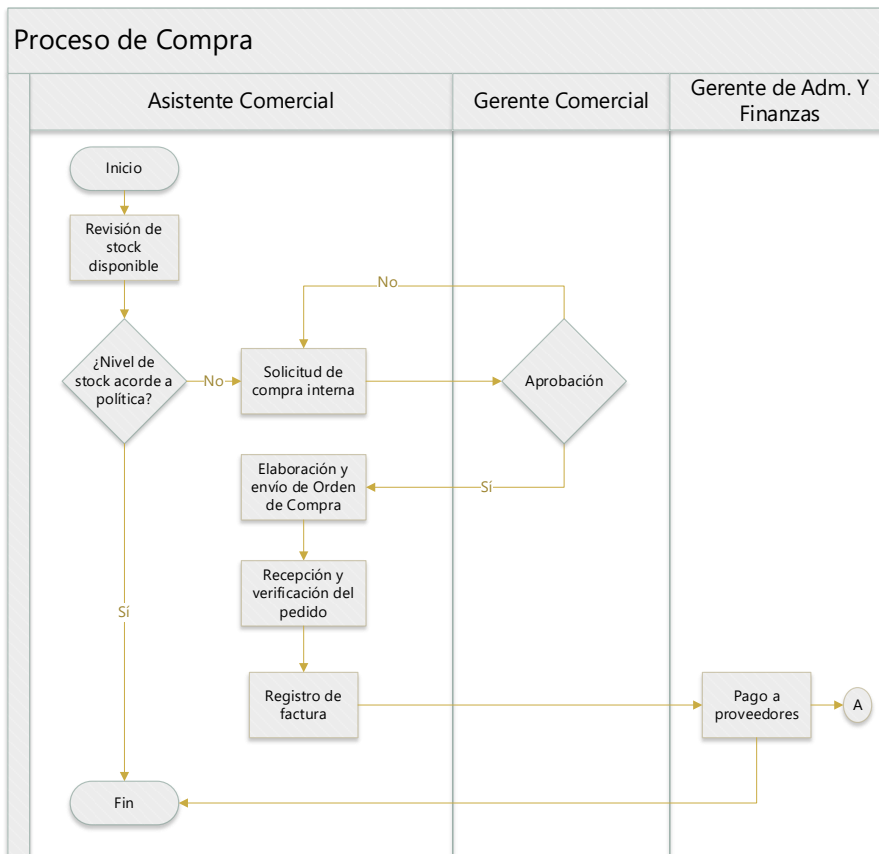 Proceso de Compra
Asistente Comercial
Gerente Comercial
Gerente de Adm. Y
Finanzas
Inicio
Revisión de
stock
disponible
No
¿Nivel de
stock acorde a
política?
No
Solicitud de
compra interna
Aprobación
Elaboración y
envío de Orden
de Compra
Sí
Recepción y
verificación del
pedido
Sí
Registro de
factura
Pago a
proveedores
A
Fin